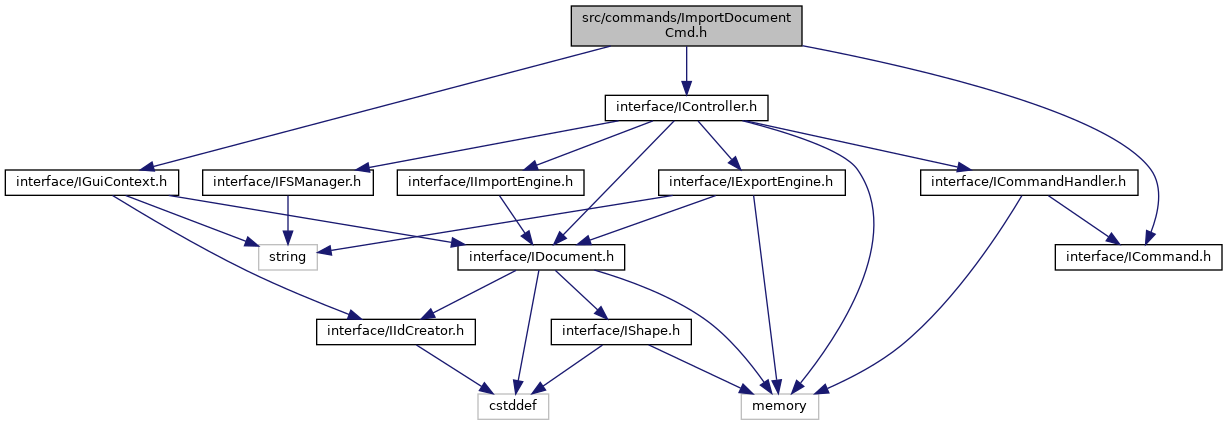 src/commands/ImportDocument
Cmd.h
interface/IController.h
interface/IGuiContext.h
interface/IFSManager.h
interface/IImportEngine.h
interface/IExportEngine.h
interface/ICommandHandler.h
string
interface/IDocument.h
interface/ICommand.h
interface/IIdCreator.h
interface/IShape.h
cstddef
memory